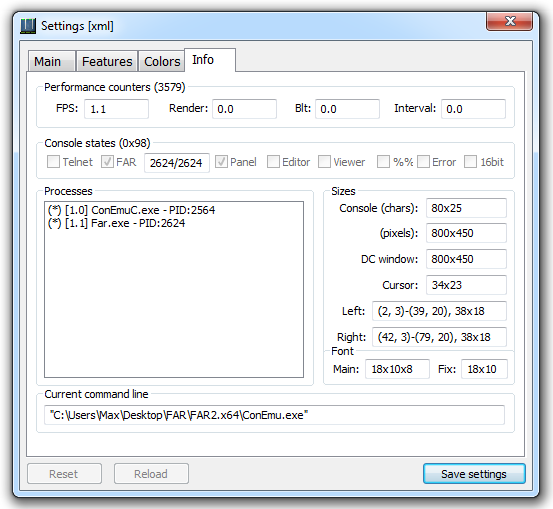 Settings [xml]
Main Features Colors Info
Performance counters (3579)
FPS: 1.1 Render: 0.0 Blt: 0.0 Interval: 0.0
Console states (0x98)
Telnet FAR 2624/2624 Panel Editor Viewer %% Error 16bit
Processes
(*) [1.0] ConEmuC.exe - PID:2564
(*) [1.1] Far.exe - PID:2624
Sizes
Console (chars): 80x25
(pixels): 800x450
DC window: 800x450
Cursor: 34x23
Left: (2, 3)-(39, 20), 38x18
Right: (42, 3)-(79, 20), 38x18
Font
Main: 18x10x8 Fix: 18x10
Current command line
"C:\Users\Max\Desktop\FAR\FAR2.x64\ConEmu.exe"
Reset Reload Save settings